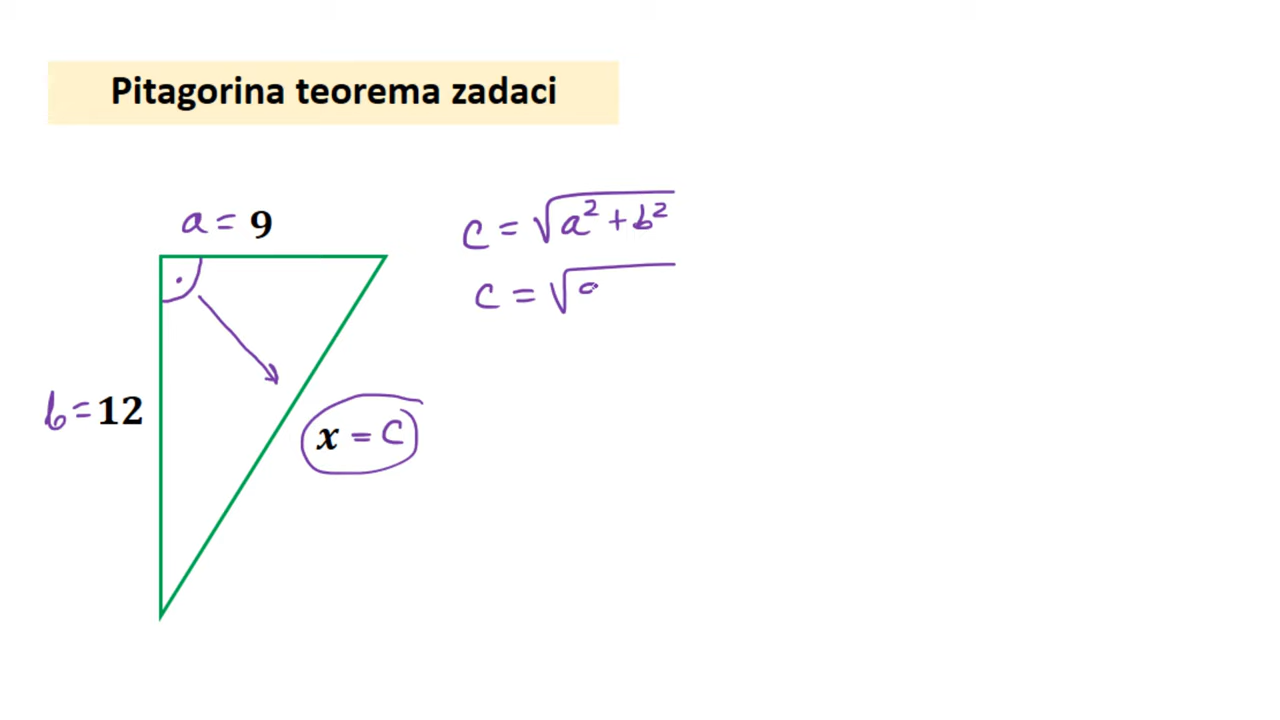 Pitagorina teorema zadaci
a = 9
c = √a² + b²
c = √
b = 12
x = c